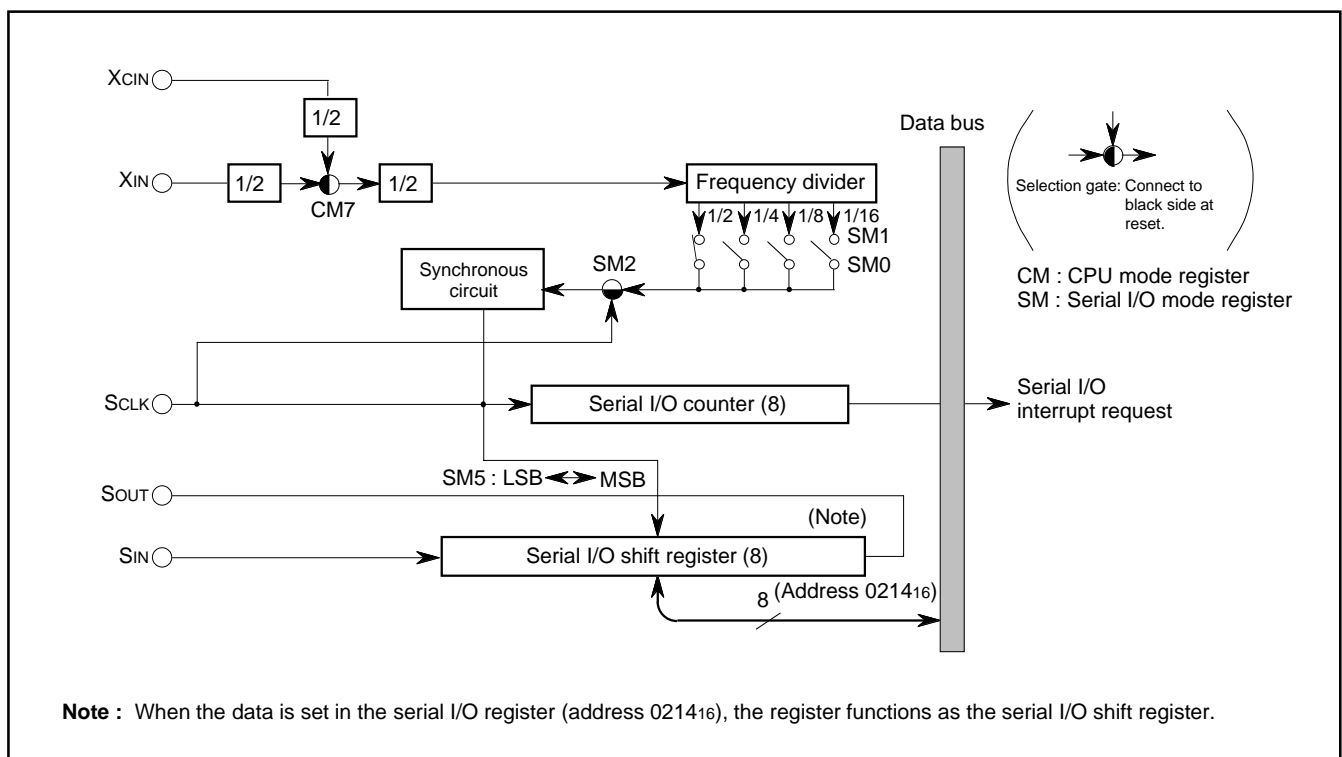 XCIN
1/2
Data bus
XIN
1/2
1/2
Frequency divider
CM7
1/2
1/4
1/8
1/16
SM1
SM0
Selection gate: Connect to
black side at
reset.
Synchronous
circuit
SM2
CM : CPU mode register
SM : Serial I/O mode register
SCLK
Serial I/O counter (8)
Serial I/O
interrupt request
SM5 : LSB
MSB
SOUT
(Note)
SIN
Serial I/O shift register (8)
8
(Address 021416)
Note : When the data is set in the serial I/O register (address 021416), the register functions as the serial I/O shift register.